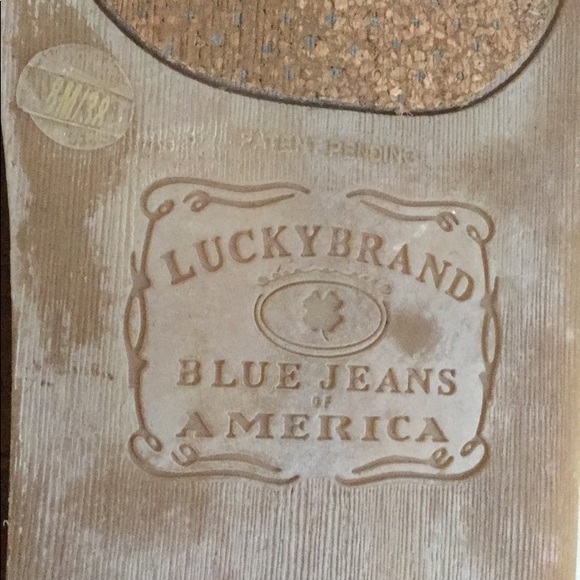 8M/38
PATENT PENDING
LUCKYBRAND
BLUE JEANS
OF
AMERICA